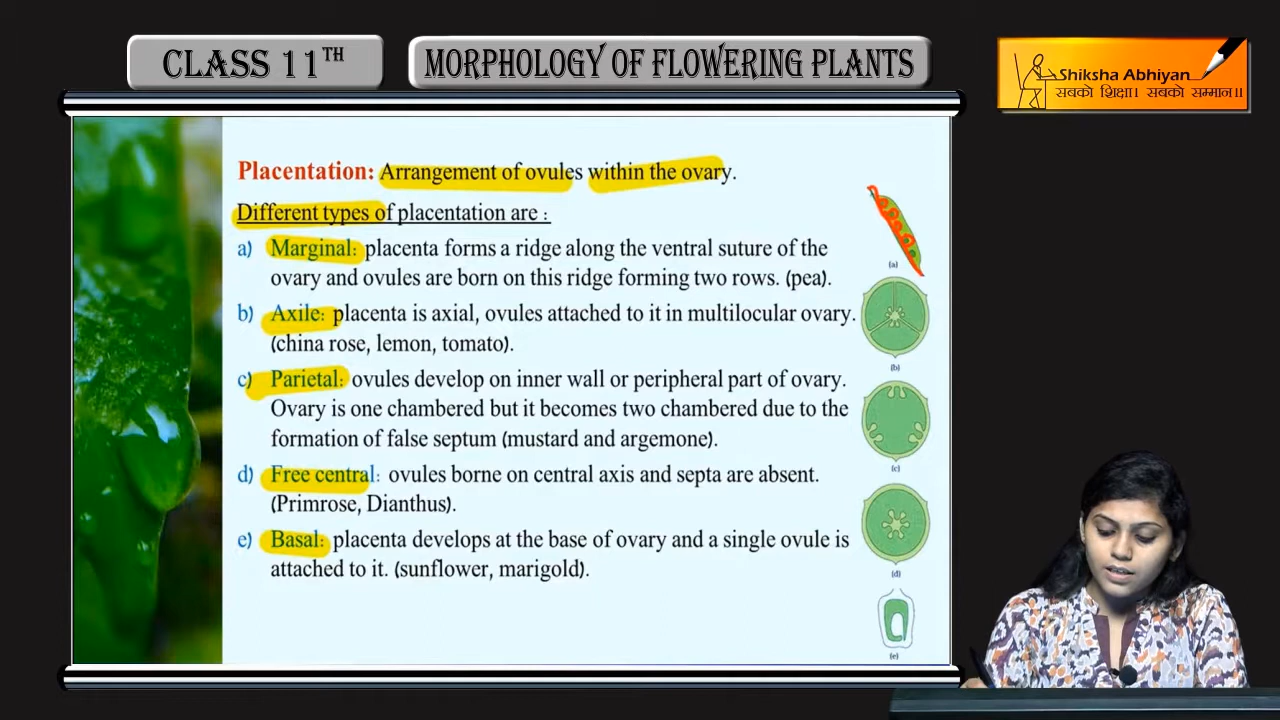 CLASS 11TH
MORPHOLOGY OF FLOWERING PLANTS
Shiksha Abhiyan
सबको शिक्षा। सबको सम्मान॥
Placentation: Arrangement of ovules within the ovary.
Different types of placentation are :
a) Marginal: placenta forms a ridge along the ventral suture of the
ovary and ovules are born on this ridge forming two rows. (pea).
b) Axile: placenta is axial, ovules attached to it in multilocular ovary.
(china rose, lemon, tomato).
c) Parietal: ovules develop on inner wall or peripheral part of ovary.
Ovary is one chambered but it becomes two chambered due to the
formation of false septum (mustard and argemone).
d) Free central: ovules borne on central axis and septa are absent.
(Primrose, Dianthus).
e) Basal: placenta develops at the base of ovary and a single ovule is
attached to it. (sunflower, marigold).
(a)
(b)
(c)
(d)
(e)